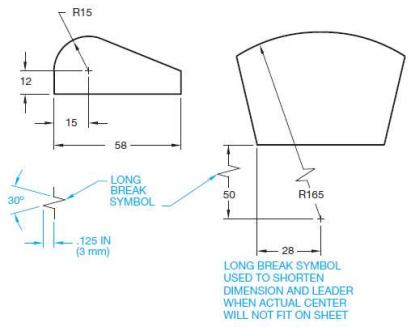 R15
12
15
58
LONG
BREAK
SYMBOL
30º
.125 IN
(3 mm)
50
R165
28
LONG BREAK SYMBOL
USED TO SHORTEN
DIMENSION AND LEADER
WHEN ACTUAL CENTER
WILL NOT FIT ON SHEET